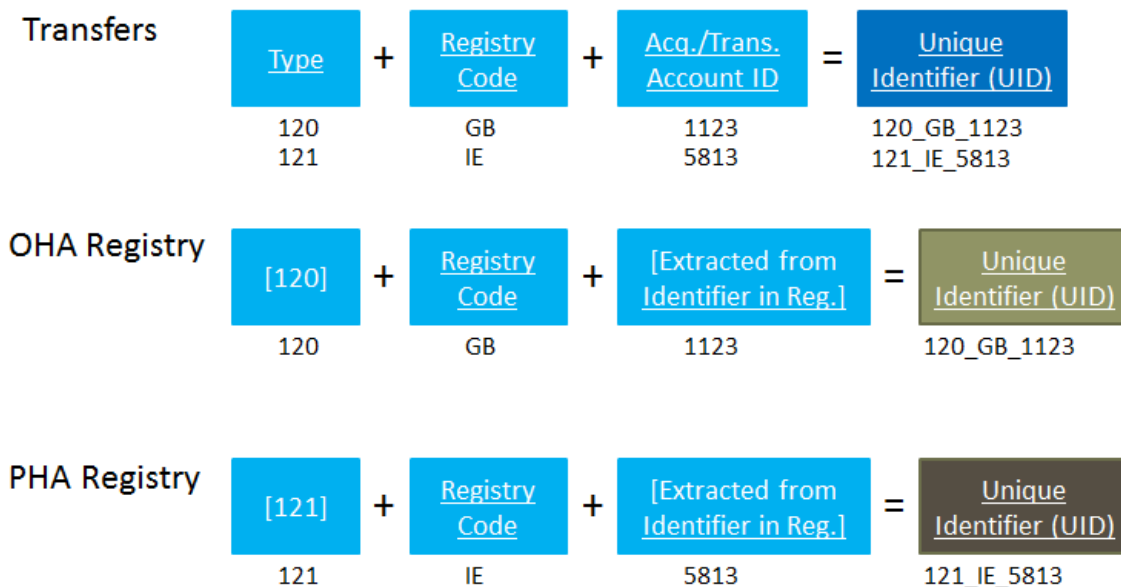 Transfers
Type + Registry Code + Acq./Trans. Account ID = Unique Identifier (UID)
120 GB 1123 120_GB_1123
121 IE 5813 121_IE_5813
OHA Registry
[120] + Registry Code + [Extracted from Identifier in Reg.] = Unique Identifier (UID)
120 GB 1123 120_GB_1123
PHA Registry
[121] + Registry Code + [Extracted from Identifier in Reg.] = Unique Identifier (UID)
121 IE 5813 121_IE_5813